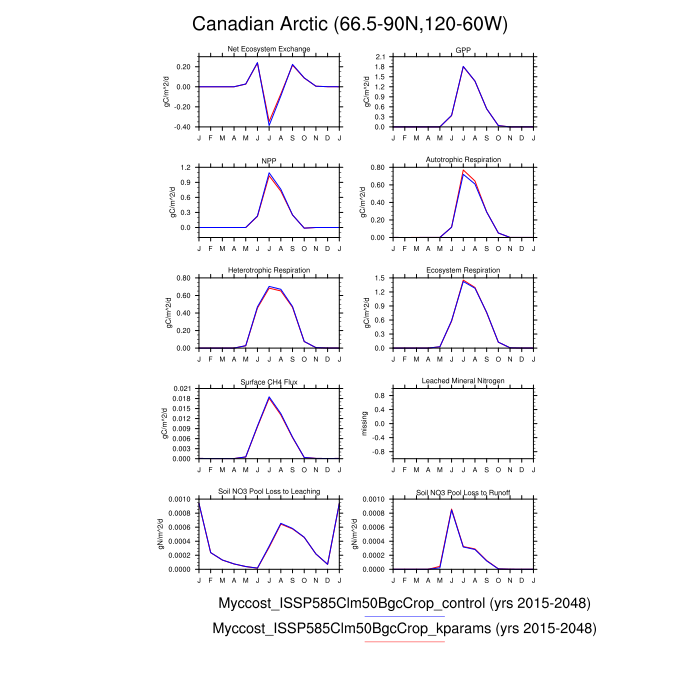 Canadian Arctic (66.5-90N,120-60W)
Net Ecosystem Exchange
gC/m^2/d
0.20
0.00
-0.20
-0.40
J F M A M J J A S O N D J
GPP
gC/m^2/d
2.1
1.8
1.5
1.2
0.9
0.6
0.3
0.0
J F M A M J J A S O N D J
NPP
gC/m^2/d
1.2
0.9
0.6
0.3
0.0
J F M A M J J A S O N D J
Autotrophic Respiration
gC/m^2/d
0.80
0.60
0.40
0.20
0.00
J F M A M J J A S O N D J
Heterotrophic Respiration
gC/m^2/d
0.80
0.60
0.40
0.20
0.00
J F M A M J J A S O N D J
Ecosystem Respiration
gC/m^2/d
1.5
1.2
0.9
0.6
0.3
0.0
J F M A M J J A S O N D J
Surface CH4 Flux
gC/m^2/d
0.021
0.018
0.015
0.012
0.009
0.006
0.003
0.000
J F M A M J J A S O N D J
Leached Mineral Nitrogen
missing
0.8
0.4
0.0
-0.4
-0.8
J F M A M J J A S O N D J
Soil NO3 Pool Loss to Leaching
gN/m^2/d
0.0010
0.0008
0.0006
0.0004
0.0002
0.0000
J F M A M J J A S O N D J
Soil NO3 Pool Loss to Runoff
gN/m^2/d
0.0010
0.0008
0.0006
0.0004
0.0002
0.0000
J F M A M J J A S O N D J
Myccost_ISSP585Clm50BgcCrop_control (yrs 2015-2048)
Myccost_ISSP585Clm50BgcCrop_kparams (yrs 2015-2048)